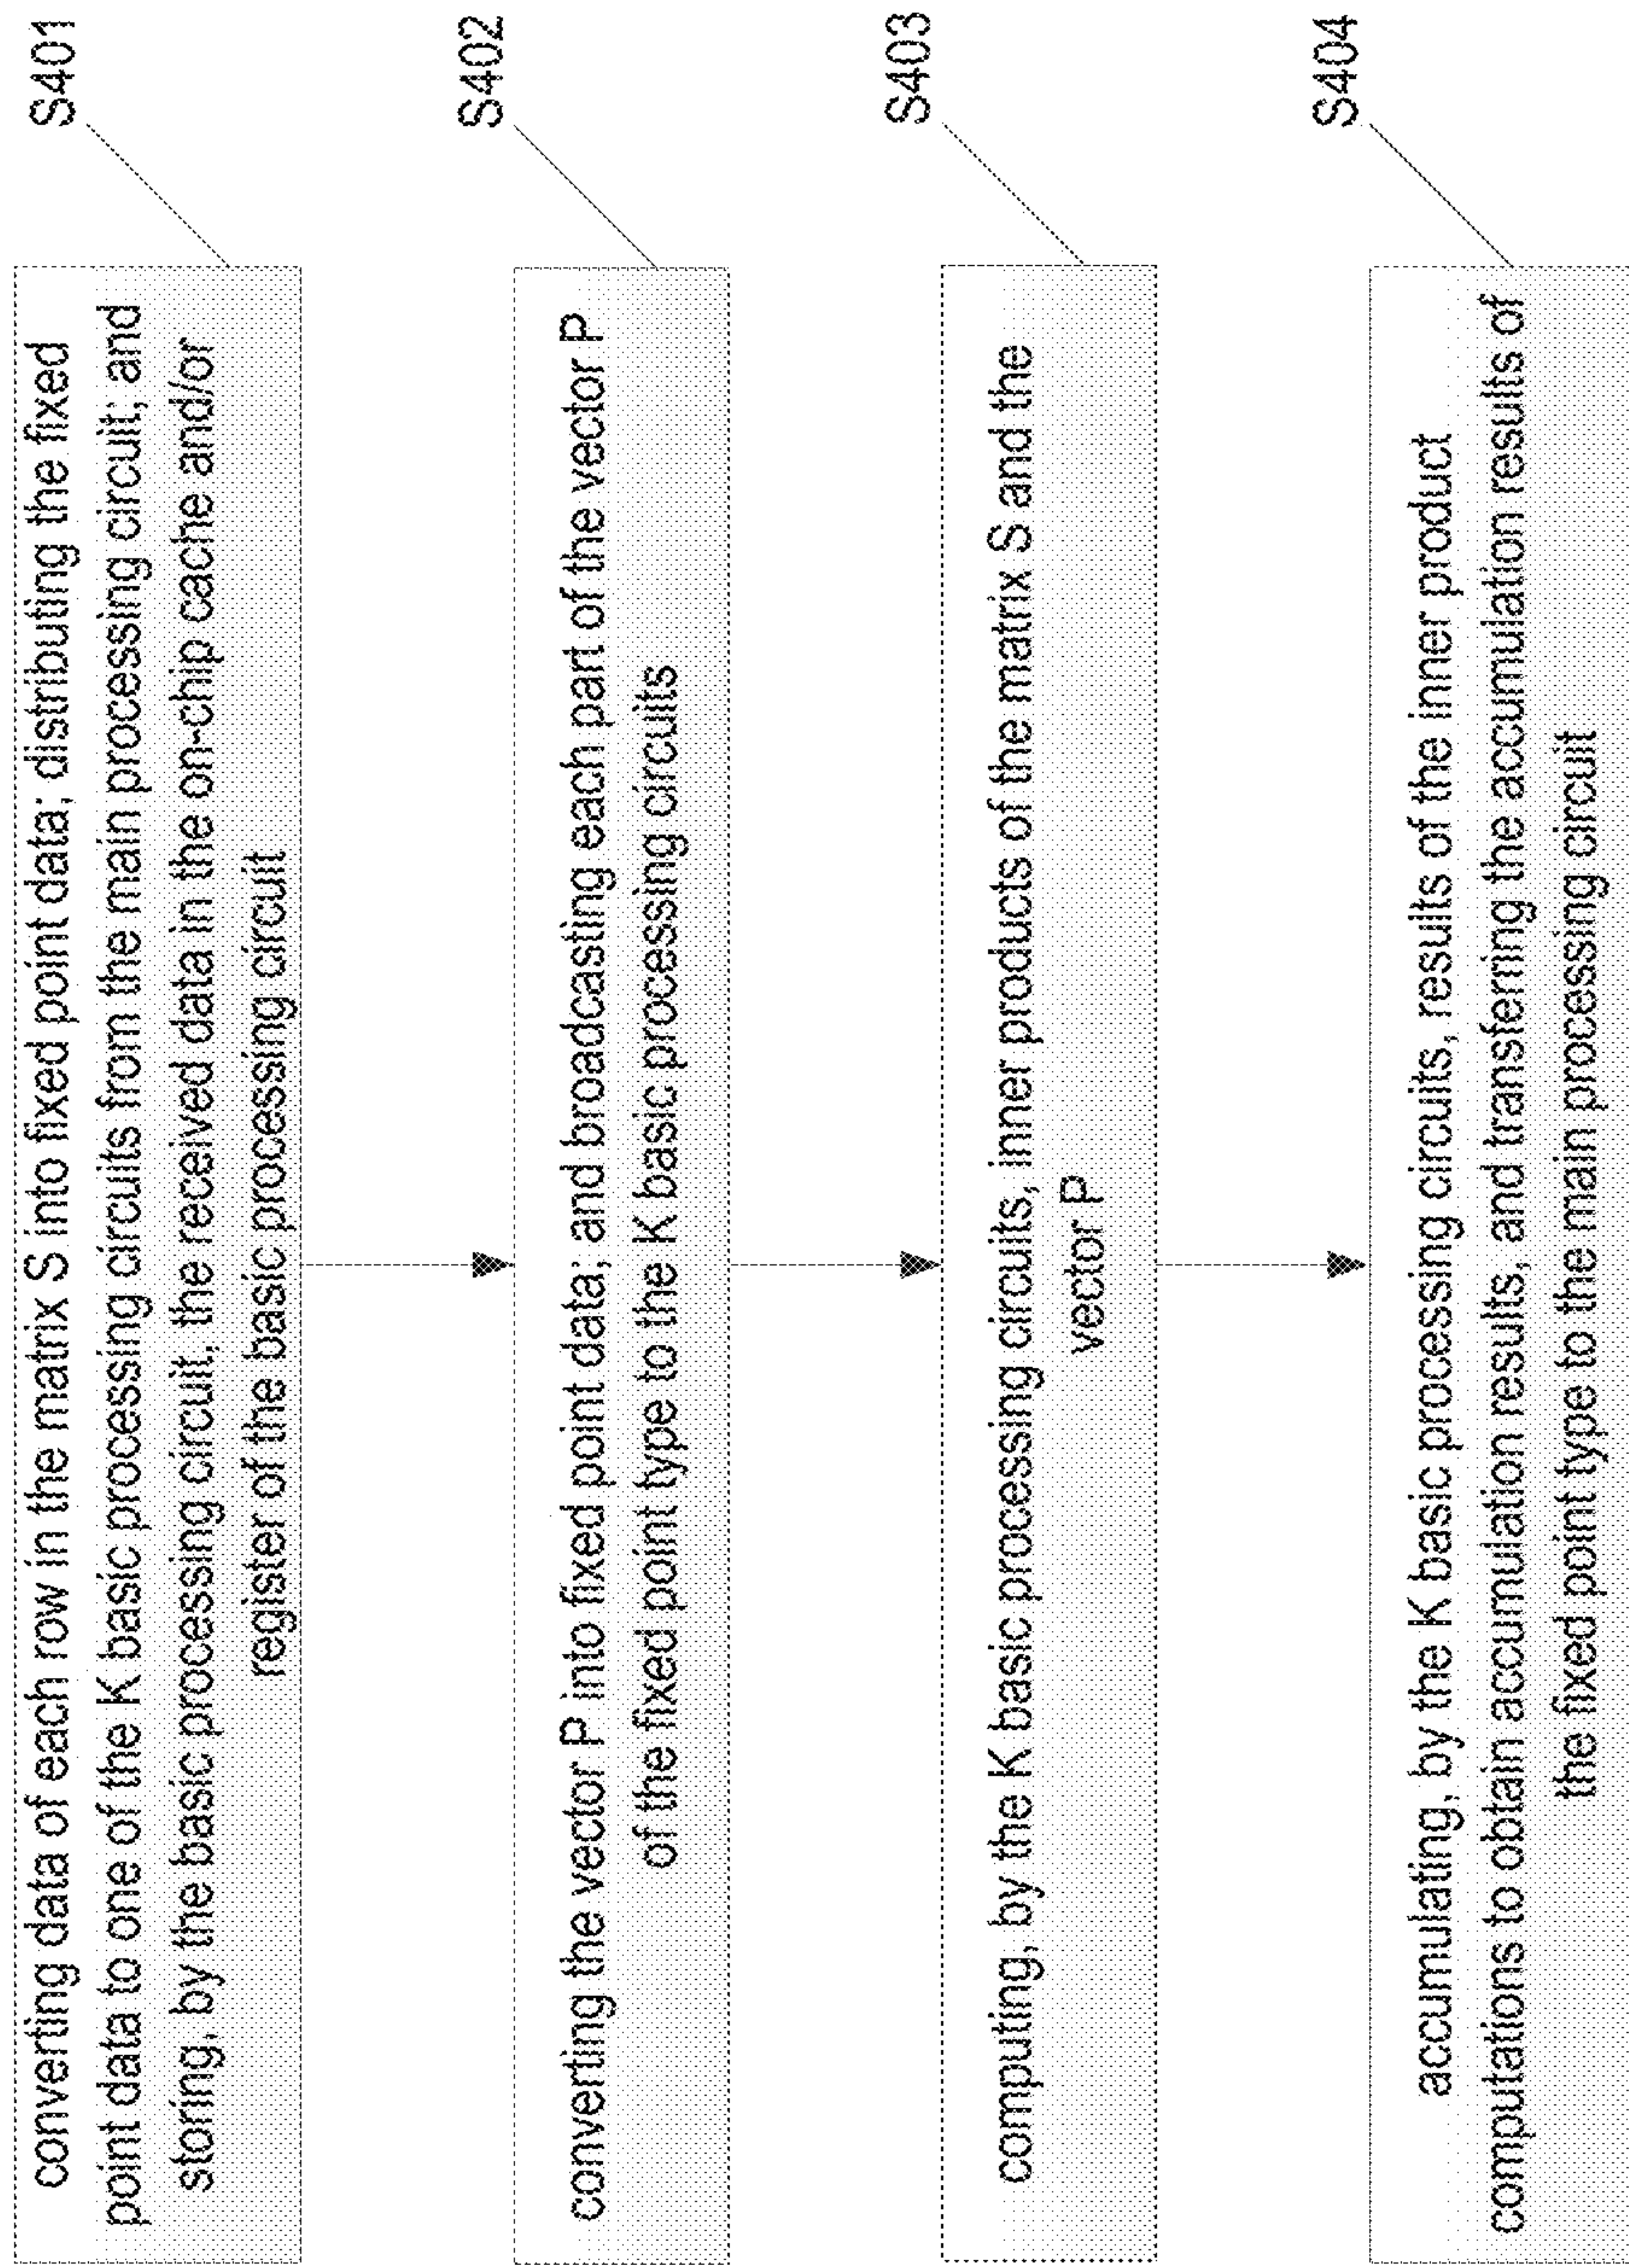 S401
converting data of each row in the matrix S into fixed point data; distributing the fixed
point data to one of the K basic processing circuits from the main processing circuit; and
storing, by the basic processing circuit, the received data in the on-chip cache and/or
register of the basic processing circuit
S402
converting the vector P into fixed point data; and broadcasting each part of the vector P
of the fixed point type to the K basic processing circuits
S403
computing, by the K basic processing circuits, inner products of the matrix S and the
vector P
S404
accumulating, by the K basic processing circuits, results of the inner product
computations to obtain accumulation results, and transferring the accumulation results of
the fixed point type to the main processing circuit